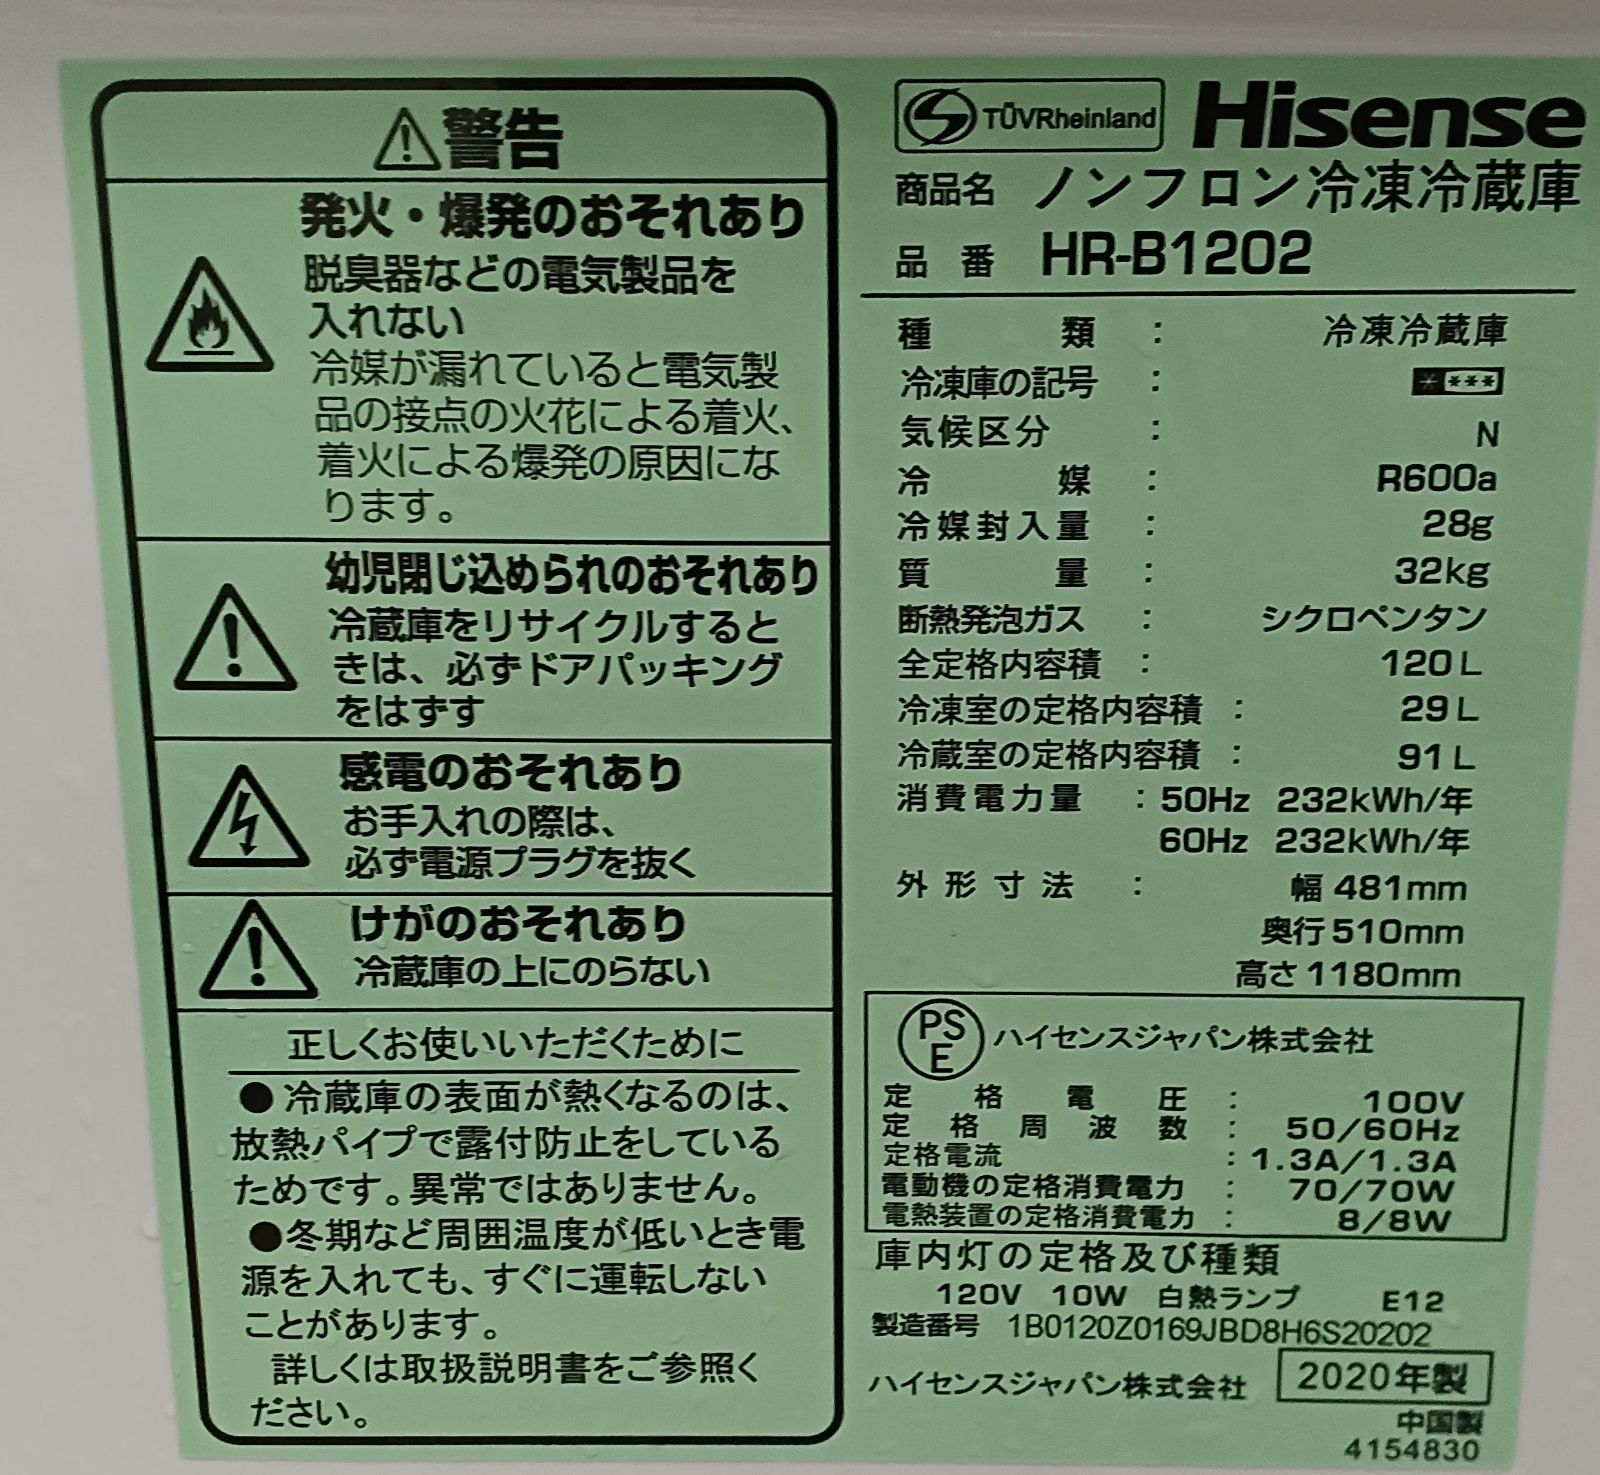 ⚠警告
発火・爆発のおそれあり
脱臭器などの電気製品を
入れない
冷媒が漏れていると電気製
品の接点の火花による着火、
着火による爆発の原因にな
ります。
幼児閉じ込められのおそれあり
冷蔵庫をリサイクルすると
きは、必ずドアパッキング
をはずす
感電のおそれあり
お手入れの際は、
必ず電源プラグを抜く
けがのおそれあり
冷蔵庫の上にのらない
正しくお使いいただくために
●冷蔵庫の表面が熱くなるのは、
放熱パイプで露付防止をしている
ためです。異常ではありません。
●冬期など周囲温度が低いとき電
源を入れても、すぐに運転しない
ことがあります。
詳しくは取扱説明書をご参照く
ださい。
TÜVRheinland Hisense
商品名 ノンフロン冷凍冷蔵庫
品番 HR-B1202
種類 : 冷凍冷蔵庫
冷凍庫の記号 : ****
気候区分 : N
冷媒 : R600a
冷媒封入量 : 28g
質量 : 32kg
断熱発泡ガス : シクロペンタン
全定格内容積 : 120L
冷凍室の定格内容積 : 29L
冷蔵室の定格内容積 : 91L
消費電力量 : 50Hz 232kWh/年
60Hz 232kWh/年
外形寸法 : 幅 481mm
奥行 510mm
高さ 1180mm
PSE ハイセンスジャパン株式会社
定格電圧 : 100V
定格周波数 : 50/60Hz
定格電流 : 1.3A/1.3A
電動機の定格消費電力 : 70/70W
電熱装置の定格消費電力 : 8/8W
庫内灯の定格及び種類
120V 10W 白熱ランプ E12
製造番号 1B0120Z0169JBD8H6S20202
ハイセンスジャパン株式会社 2020年製
中国製
4154830